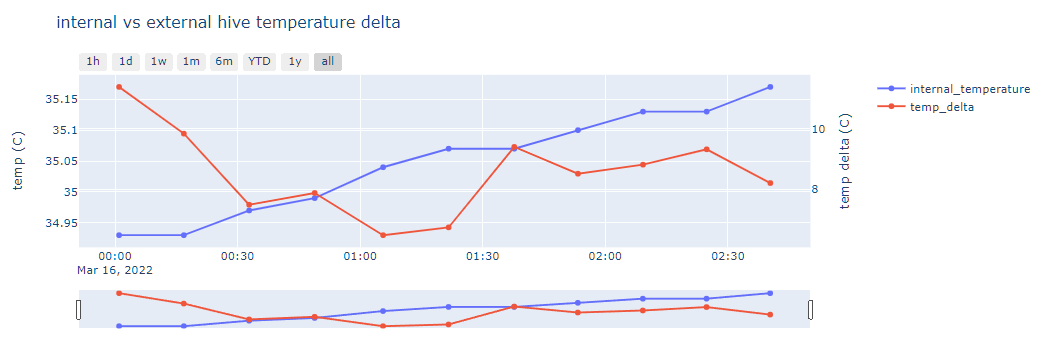 internal vs external hive temperature delta
1h 1d 1w 1m 6m YTD 1y all
35.15
35.1
35.05
35
34.95
temp (C)
10
8
temp delta (C)
internal_temperature
temp_delta
00:00 00:30 01:00 01:30 02:00 02:30
Mar 16, 2022